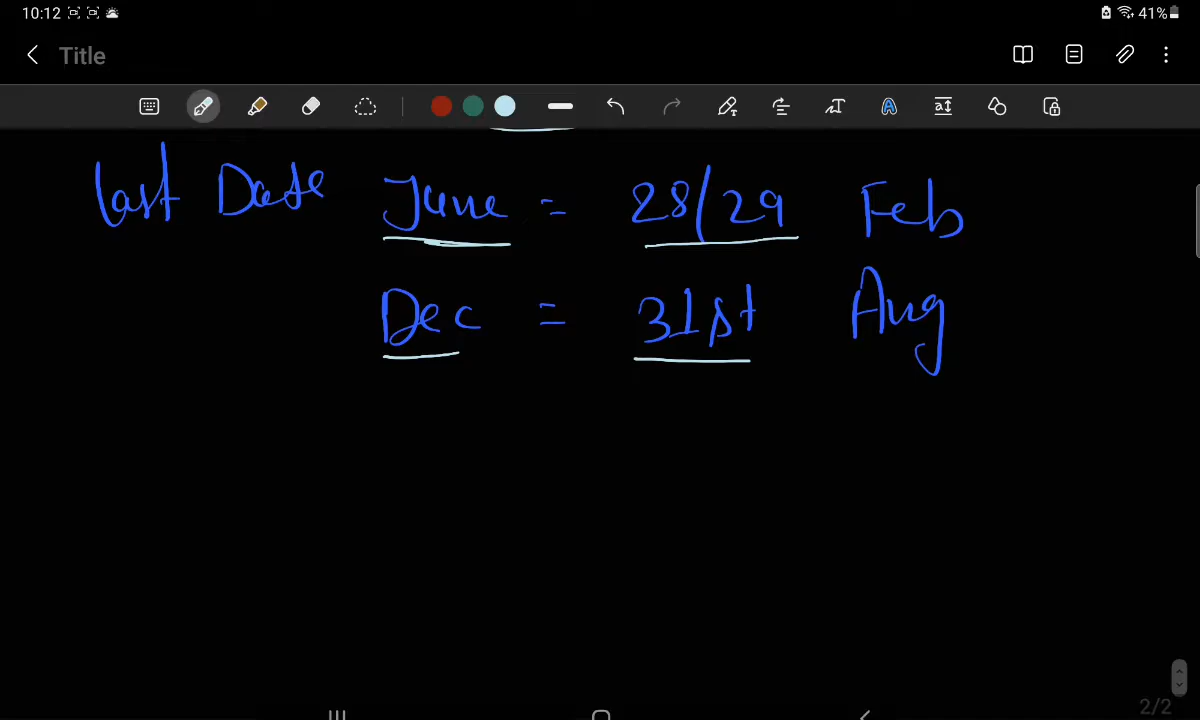 10:12 41%
Title
Last Date June = 28/29 Feb
Dec = 31st Aug
2/2